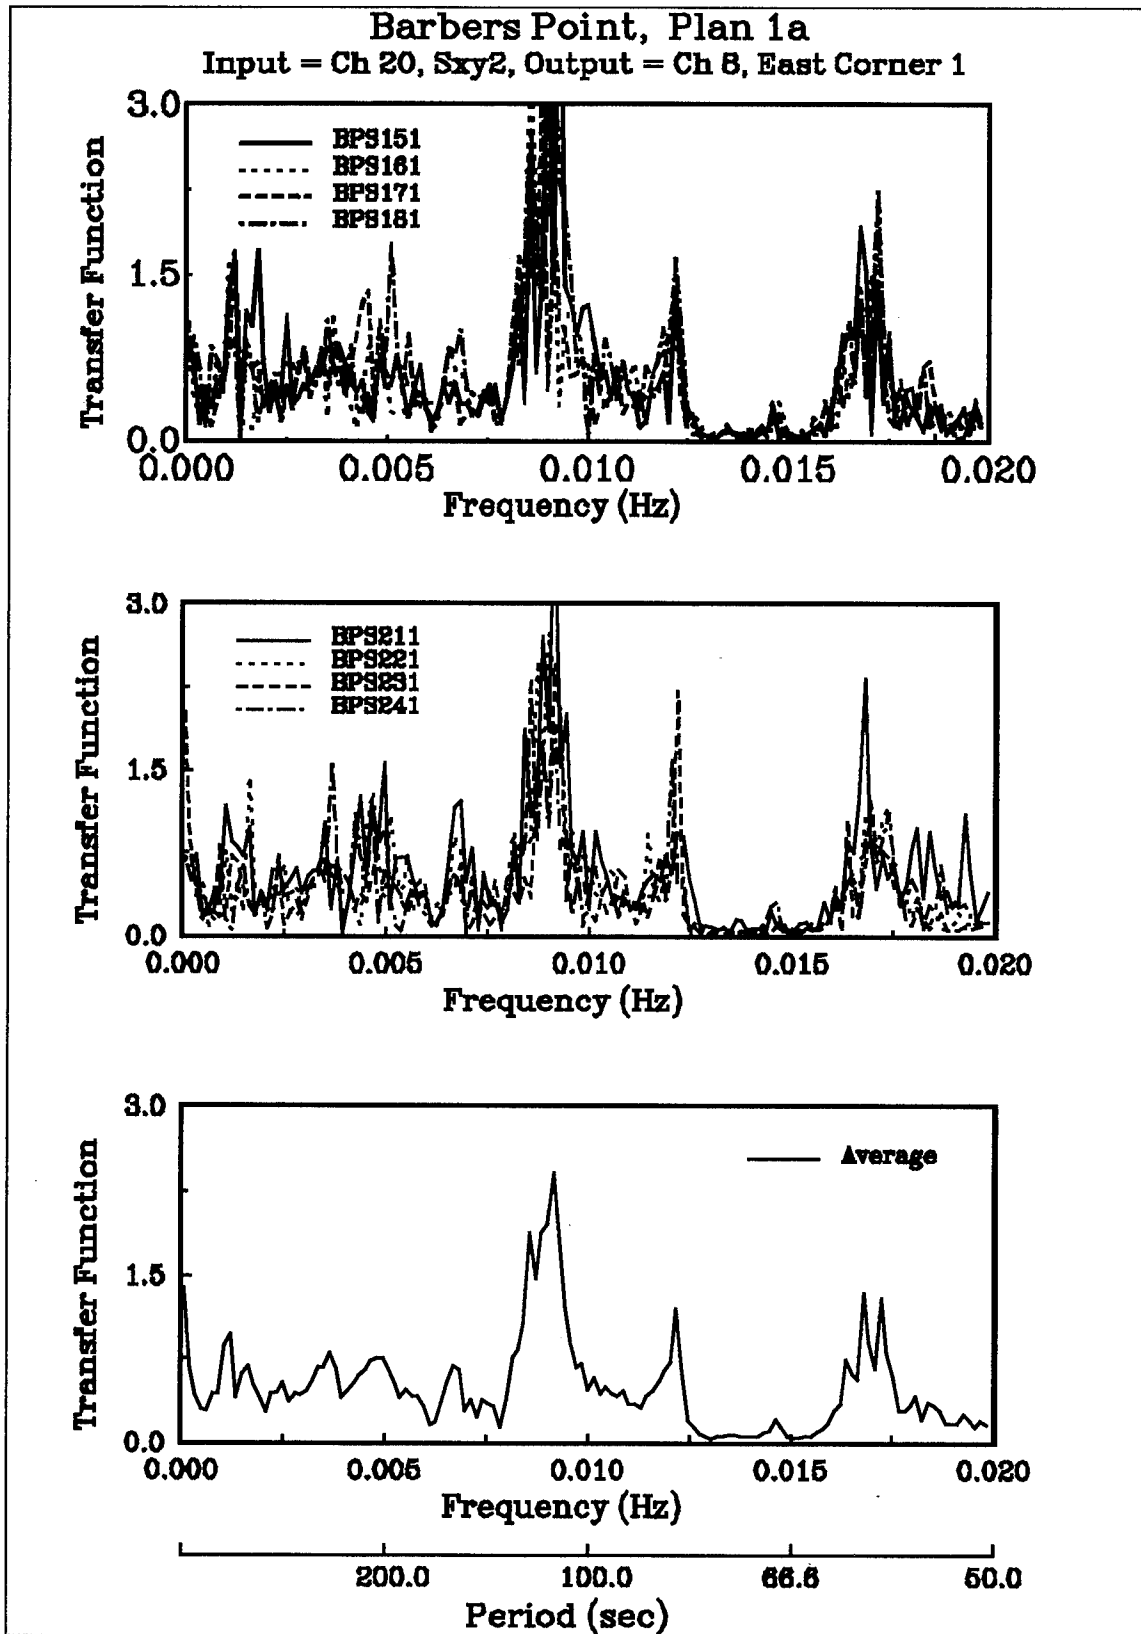 Barbers Point, Plan 1a
Input = Ch 20, Sxy2, Output = Ch 8, East Corner 1
3.0
1.5
0.0
Transfer Function
BPS151
BPS161
BPS171
BPS181
0.000 0.005 0.010 0.015 0.020
Frequency (Hz)
3.0
1.5
0.0
Transfer Function
BPS211
BPS221
BPS231
BPS241
0.000 0.005 0.010 0.015 0.020
Frequency (Hz)
3.0
1.5
0.0
Transfer Function
Average
0.000 0.005 0.010 0.015 0.020
Frequency (Hz)
200.0 100.0 66.6 50.0
Period (sec)